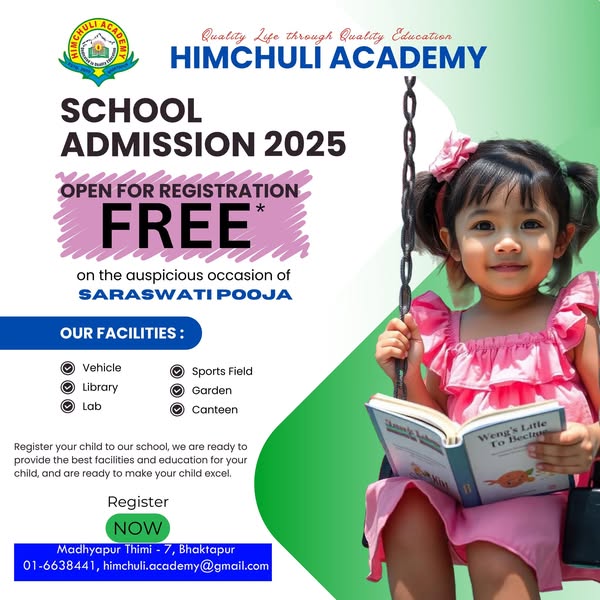 HIMCHULI ACADEMY
Quality Life through Quality Education
HIMCHULI ACADEMY
SCHOOL
ADMISSION 2025
OPEN FOR REGISTRATION
FREE*
on the auspicious occasion of
SARASWATI POOJA
OUR FACILITIES :
Vehicle
Library
Lab
Sports Field
Garden
Canteen
Register your child to our school, we are ready to
provide the best facilities and education for your
child, and are ready to make your child excel.
Register
NOW
Madhyapur Thimi - 7, Bhaktapur
01-6638441, himchuli.academy@gmail.com
Weng's Little
To Become